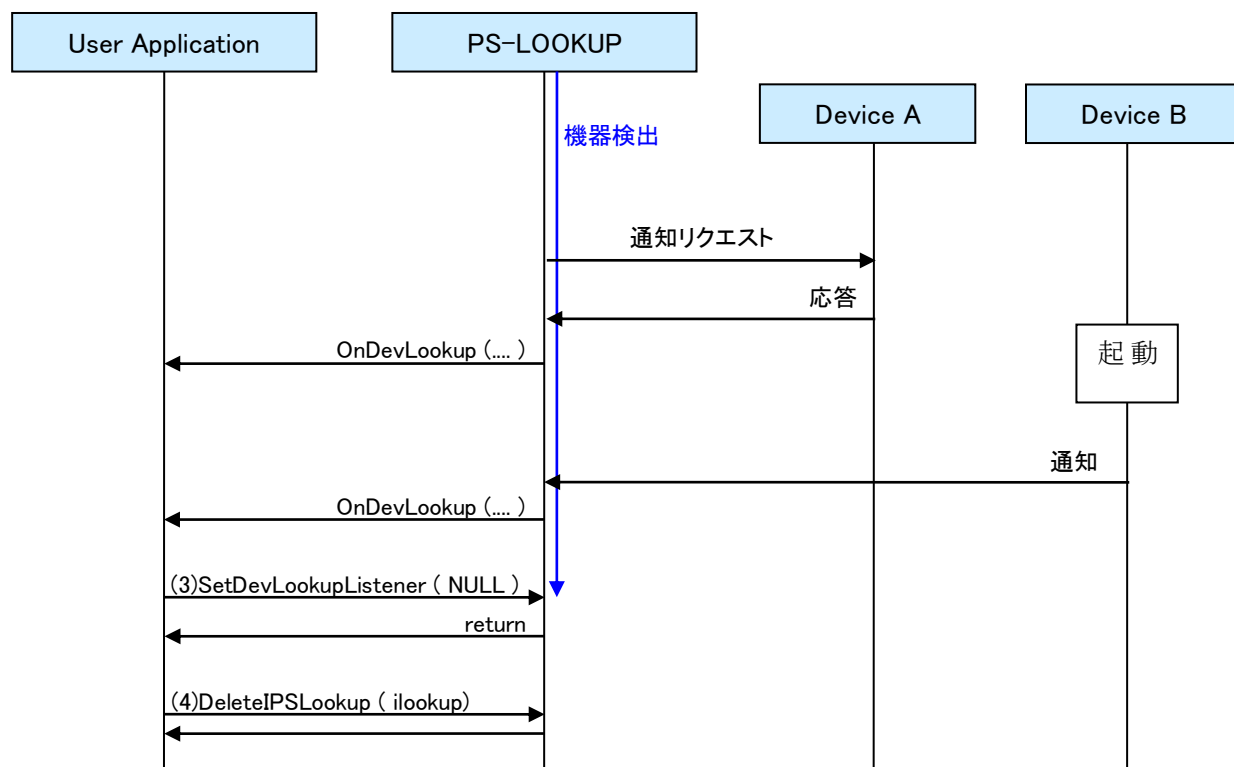 User Application
PS-LOOKUP
Device A
Device B
機器検出
通知リクエスト
応答
OnDevLookup (.... )
起 動
通知
OnDevLookup (.... )
(3)SetDevLookupListener ( NULL )
return
(4)DeleteIPSLookup ( ilookup)